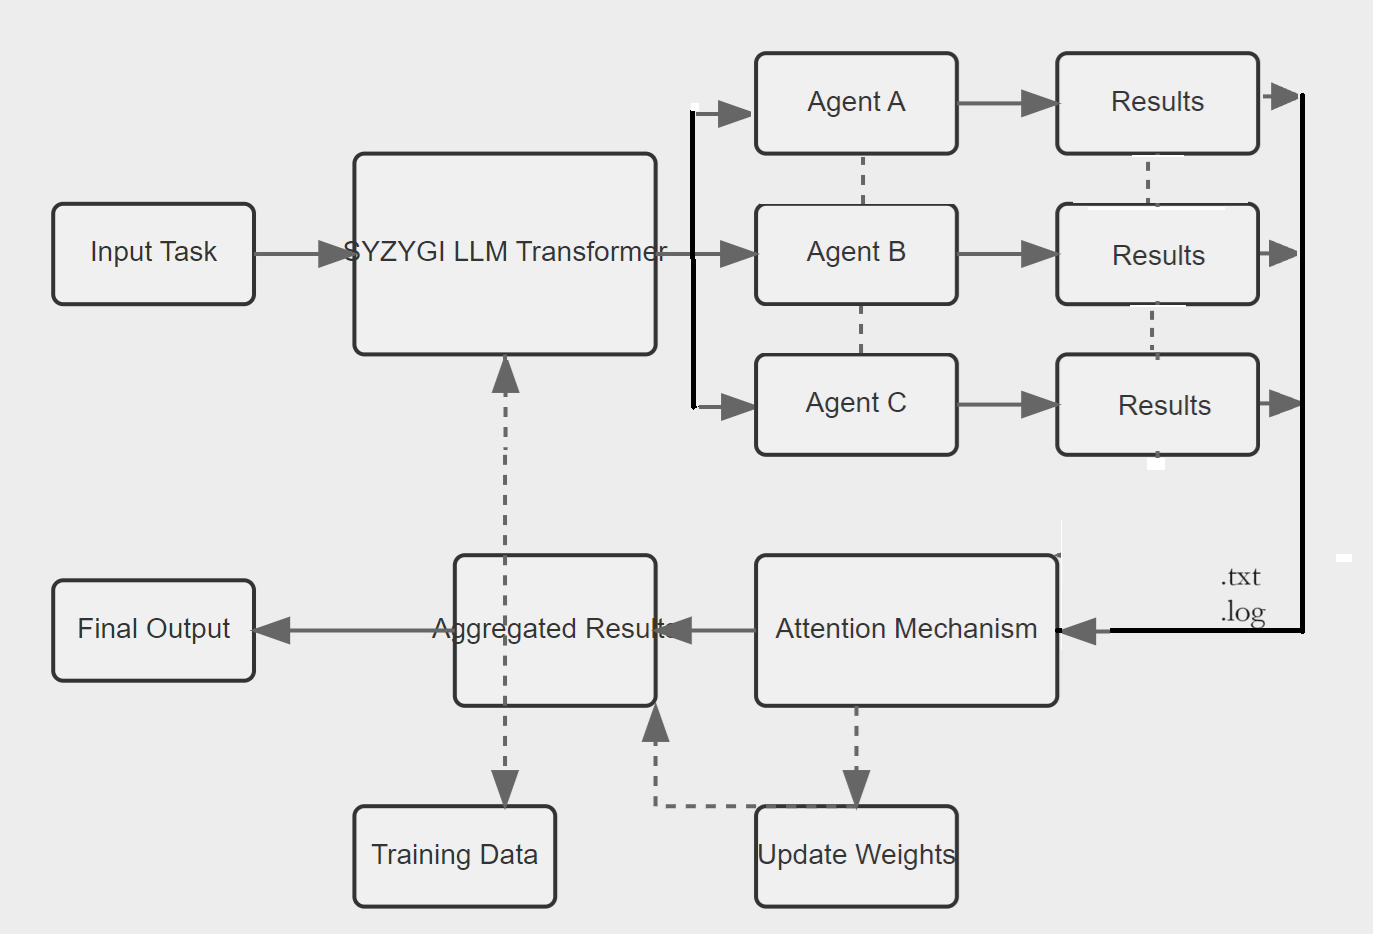 Agent A
Results
Input Task
SYZYGI LLM Transformer
Agent B
Results
Agent C
Results
.txt
.log
Final Output
Aggregated Results
Attention Mechanism
Training Data
Update Weights